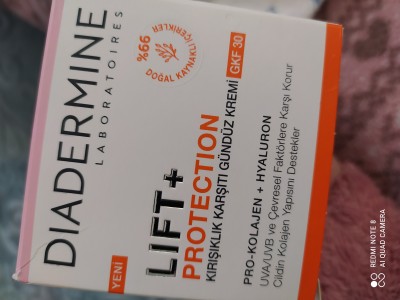 DIADERMINE
LABORATOIRES
%99
DOĞAL KAYNAKLI İÇERİKLER
YENİ
LIFT+
PROTECTION
KIRIŞIKLIK KARŞITI GÜNDÜZ KREMİ GKF 30
PRO-KOLAJEN + HYALURON
UVA/UVB ve Çevresel Faktörlere Karşı Korur
Cildin Kolajen Yapısını Destekler
REDMI NOTE 8
AI QUAD CAMERA